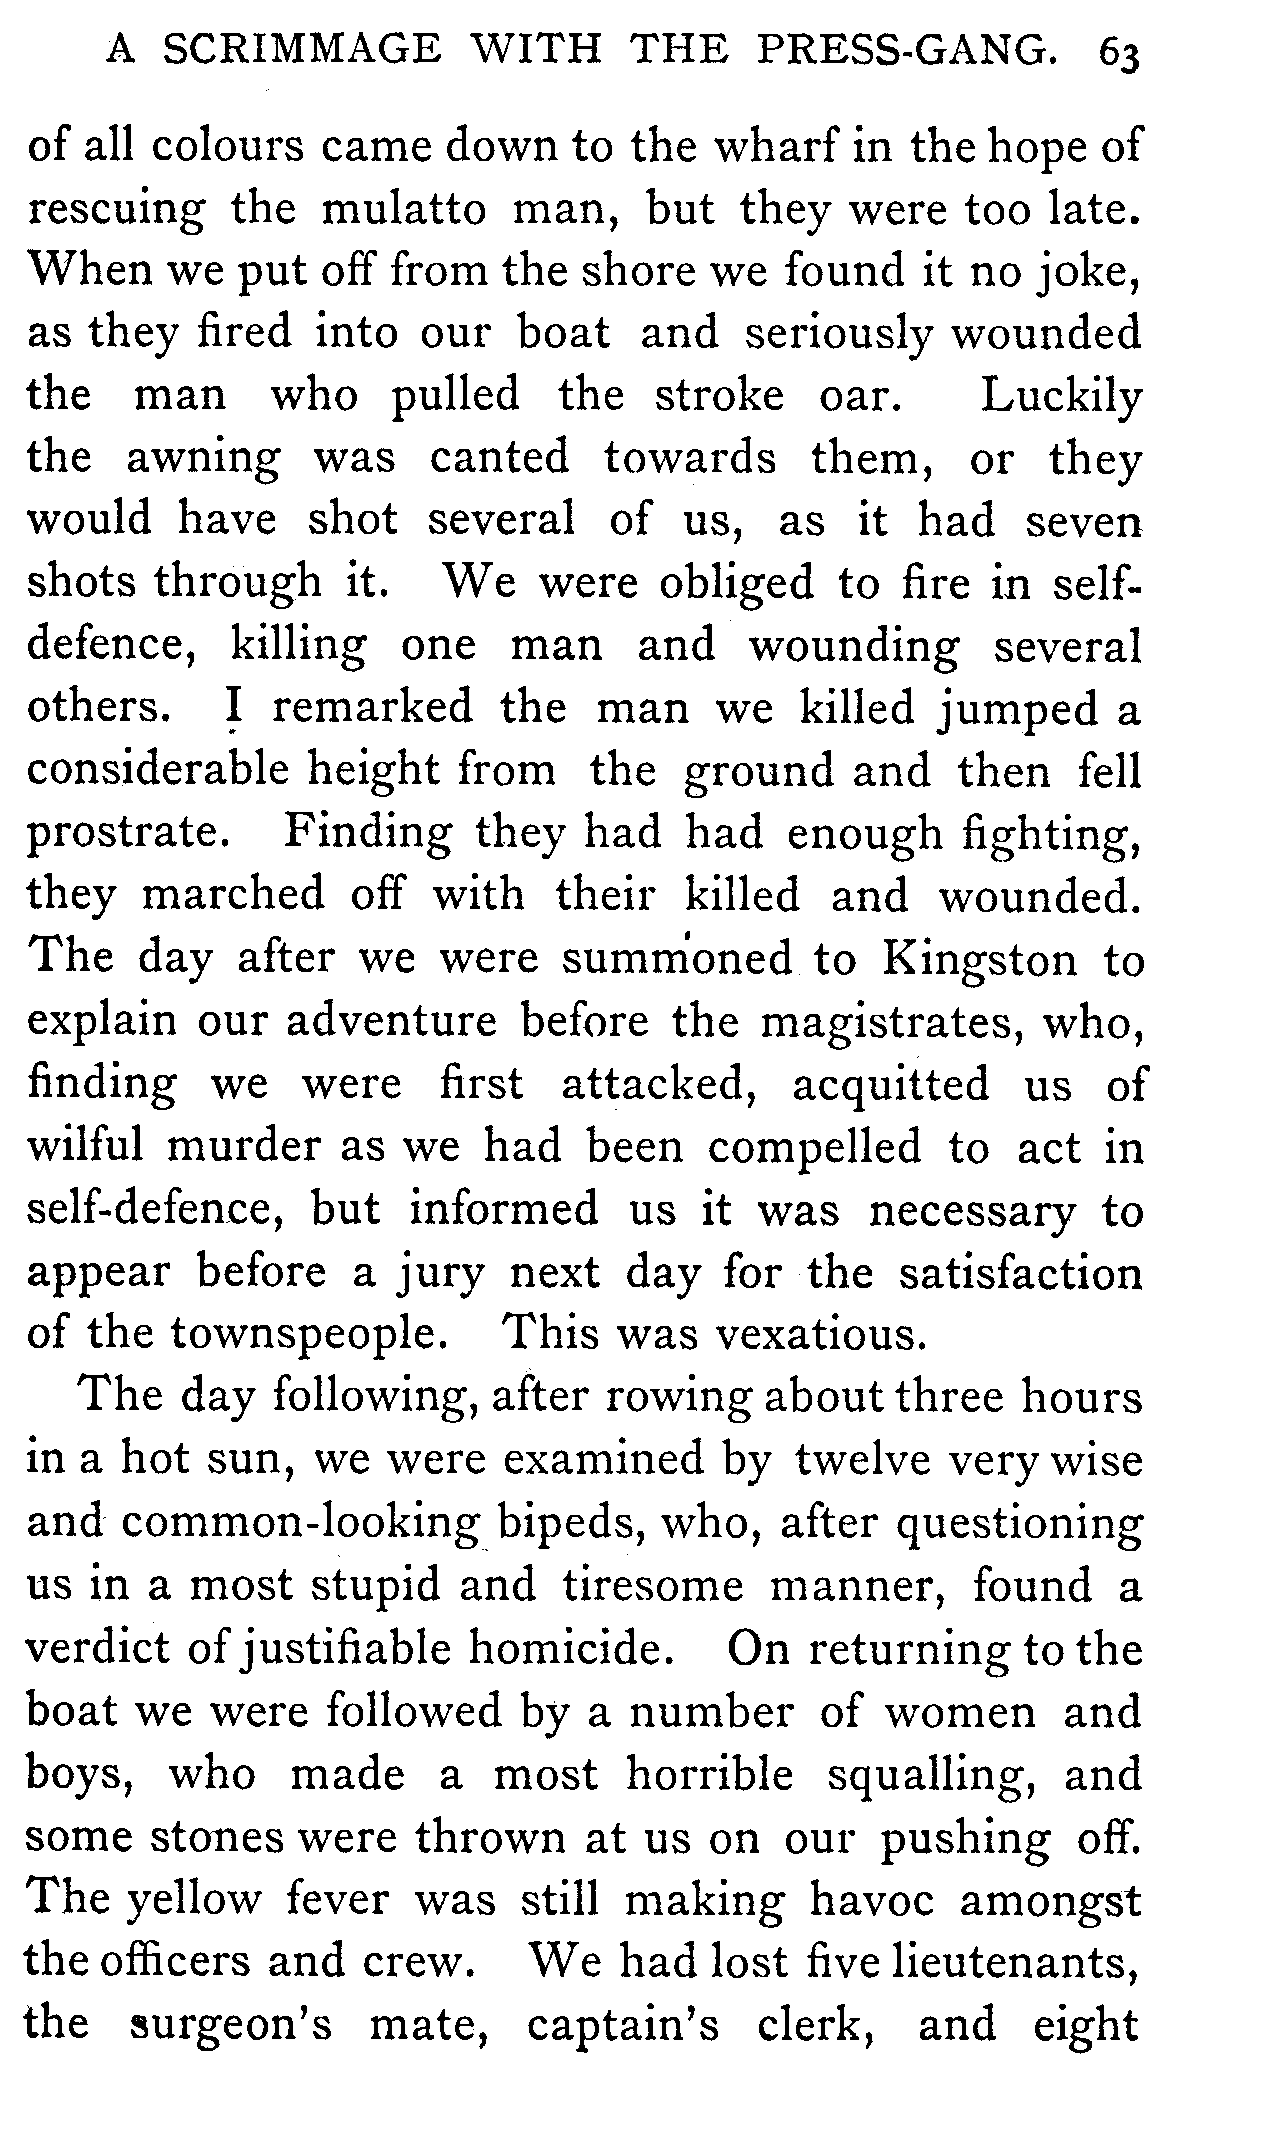 A SCRIMMAGE WITH THE PRESS-GANG. 63
of all colours came down to the wharf in the hope of
rescuing the mulatto man, but they were too late.
When we put off from the shore we found it no joke,
as they fired into our boat and seriously wounded
the man who pulled the stroke oar. Luckily
the awning was canted towards them, or they
would have shot several of us, as it had seven
shots through it. We were obliged to fire in self-
defence, killing one man and wounding several
others. I remarked the man we killed jumped a
considerable height from the ground and then fell
prostrate. Finding they had had enough fighting,
they marched off with their killed and wounded.
The day after we were summoned to Kingston to
explain our adventure before the magistrates, who,
finding we were first attacked, acquitted us of
wilful murder as we had been compelled to act in
self-defence, but informed us it was necessary to
appear before a jury next day for the satisfaction
of the townspeople. This was vexatious.
The day following, after rowing about three hours
in a hot sun, we were examined by twelve very wise
and common-looking bipeds, who, after questioning
us in a most stupid and tiresome manner, found a
verdict of justifiable homicide. On returning to the
boat we were followed by a number of women and
boys, who made a most horrible squalling, and
some stones were thrown at us on our pushing off.
The yellow fever was still making havoc amongst
the officers and crew. We had lost five lieutenants,
the surgeon's mate, captain's clerk, and eight